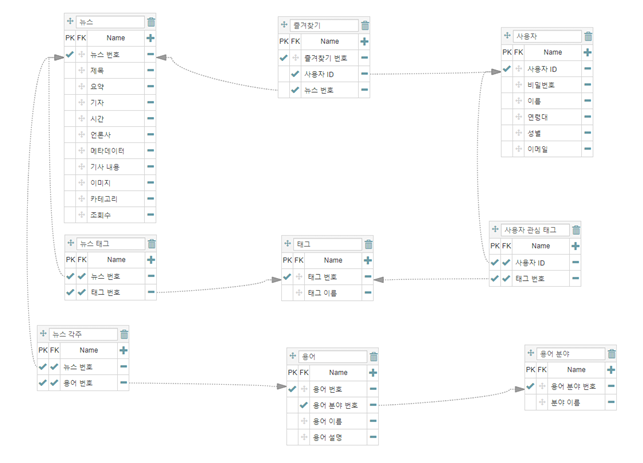 뉴스
PK FK Name
뉴스 번호
제목
요약
기자
시간
언론사
메타데이터
기사 내용
이미지
카테고리
조회수
즐겨찾기
PK FK Name
즐겨찾기 번호
사용자 ID
뉴스 번호
사용자
PK FK Name
사용자 ID
비밀번호
이름
연령대
성별
이메일
뉴스 태그
PK FK Name
뉴스 번호
태그 번호
태그
PK FK Name
태그 번호
태그 이름
사용자 관심 태그
PK FK Name
사용자 ID
태그 번호
뉴스 각주
PK FK Name
뉴스 번호
용어 번호
용어
PK FK Name
용어 번호
용어 분야 번호
용어 이름
용어 설명
용어 분야
PK FK Name
용어 분야 번호
분야 이름